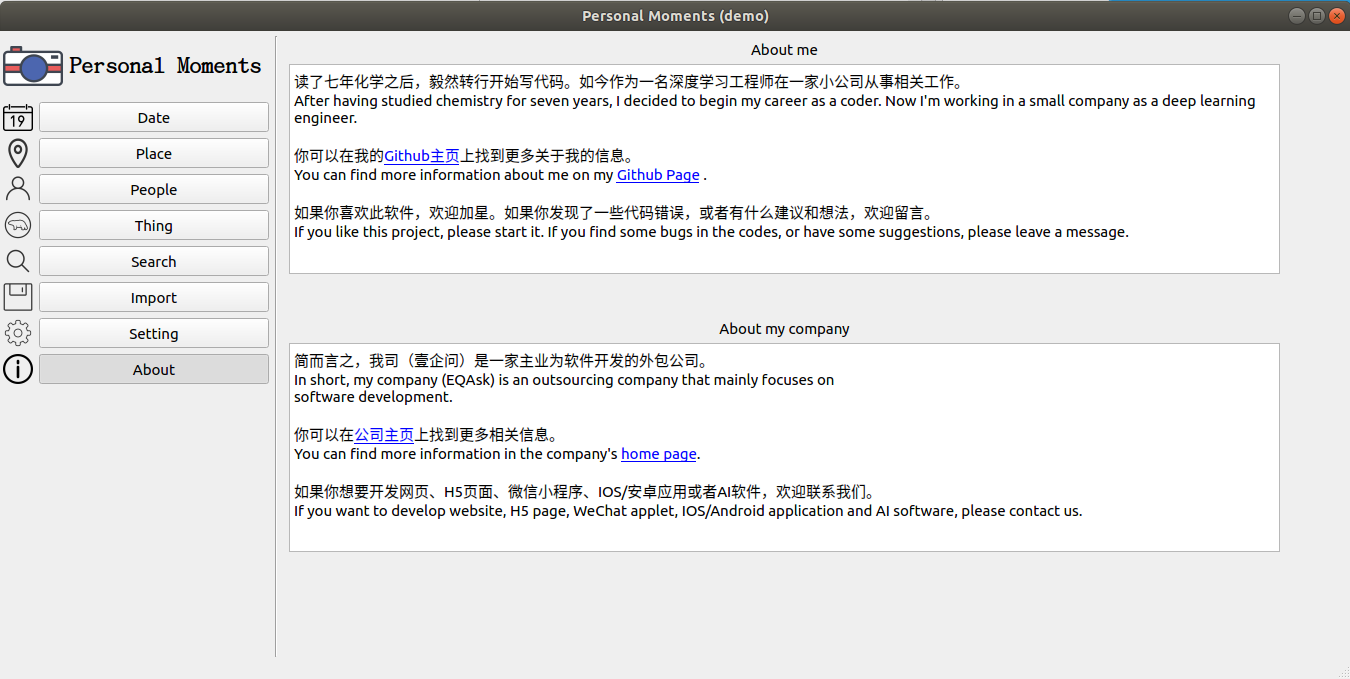 Personal Moments (demo)
Personal Moments
19
Date
Place
People
Thing
Search
Import
Setting
About
About me
读了七年化学之后，毅然转行开始写代码。如今作为一名深度学习工程师在一家小公司从事相关工作。
After having studied chemistry for seven years, I decided to begin my career as a coder. Now I'm working in a small company as a deep learning
engineer.
你可以在我的Github主页上找到更多关于我的信息。
You can find more information about me on my Github Page .
如果你喜欢此软件，欢迎加星。如果你发现了一些代码错误，或者有什么建议和想法，欢迎留言。
If you like this project, please start it. If you find some bugs in the codes, or have some suggestions, please leave a message.
About my company
简而言之，我司（壹企问）是一家主业为软件开发的外包公司。
In short, my company (EQAsk) is an outsourcing company that mainly focuses on
software development.
你可以在公司主页上找到更多相关信息。
You can find more information in the company's home page.
如果你想要开发网页、H5页面、微信小程序、IOS/安卓应用或者AI软件，欢迎联系我们。
If you want to develop website, H5 page, WeChat applet, IOS/Android application and AI software, please contact us.